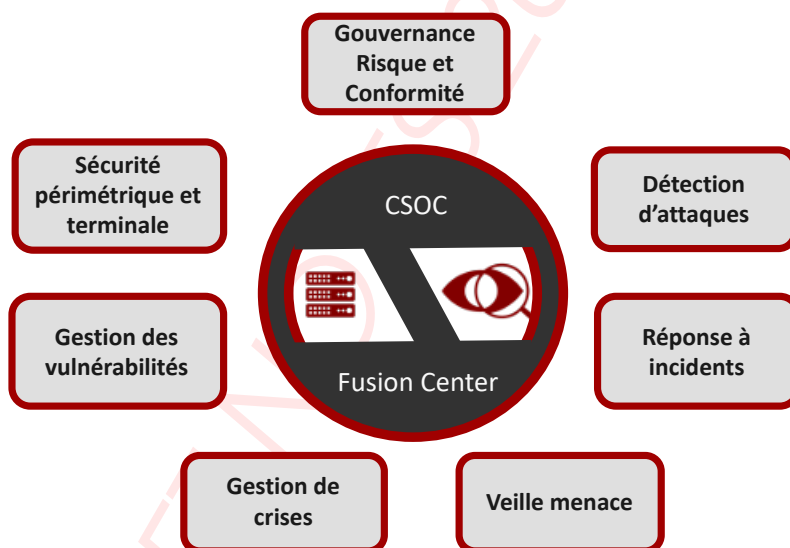 Gouvernance
Risque et
Conformité
Sécurité
périmétrique et
terminale
CSOC
Détection
d’attaques
Gestion des
vulnérabilités
Réponse à
incidents
Fusion Center
Gestion de
crises
Veille menace